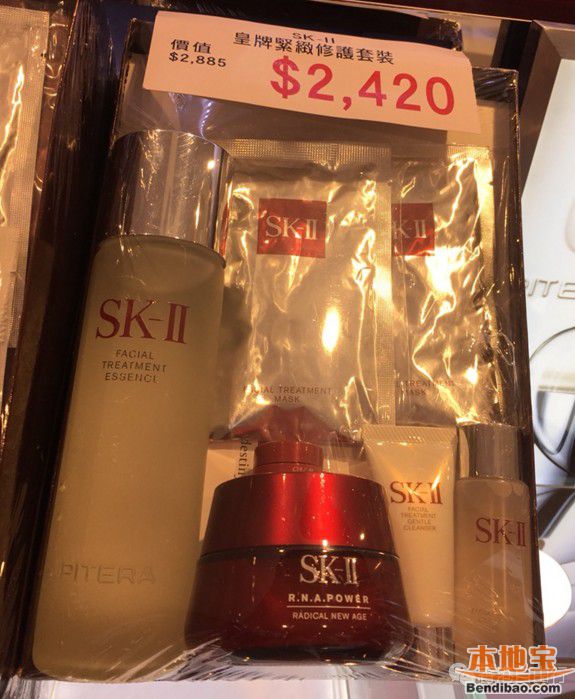 SK-II
皇牌緊緻修護套裝
價值
$2,885
$2,420
SK-II
FACIAL
TREATMENT
ESSENCE
PITERA
SK-II
FACIAL TREATMENT
MASK
TREATMENT
MASK
SK-II
R.N.A.POWER
RADICAL NEW AGE
SK-II
FACIAL
TREATMENT
GENTLE
CLEANSER
SK-II
PITERA
本地宝
Bendibao.com